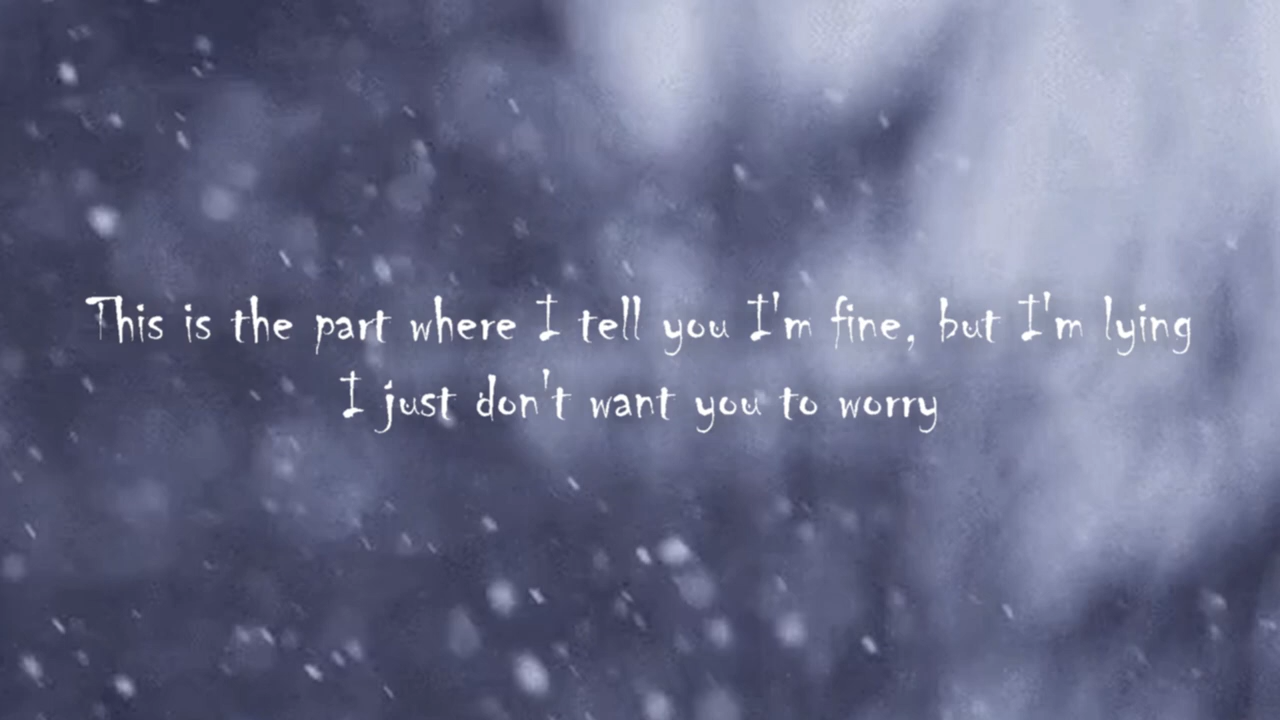 This is the part where I tell you I'm fine, but I'm lying
I just don't want you to worry